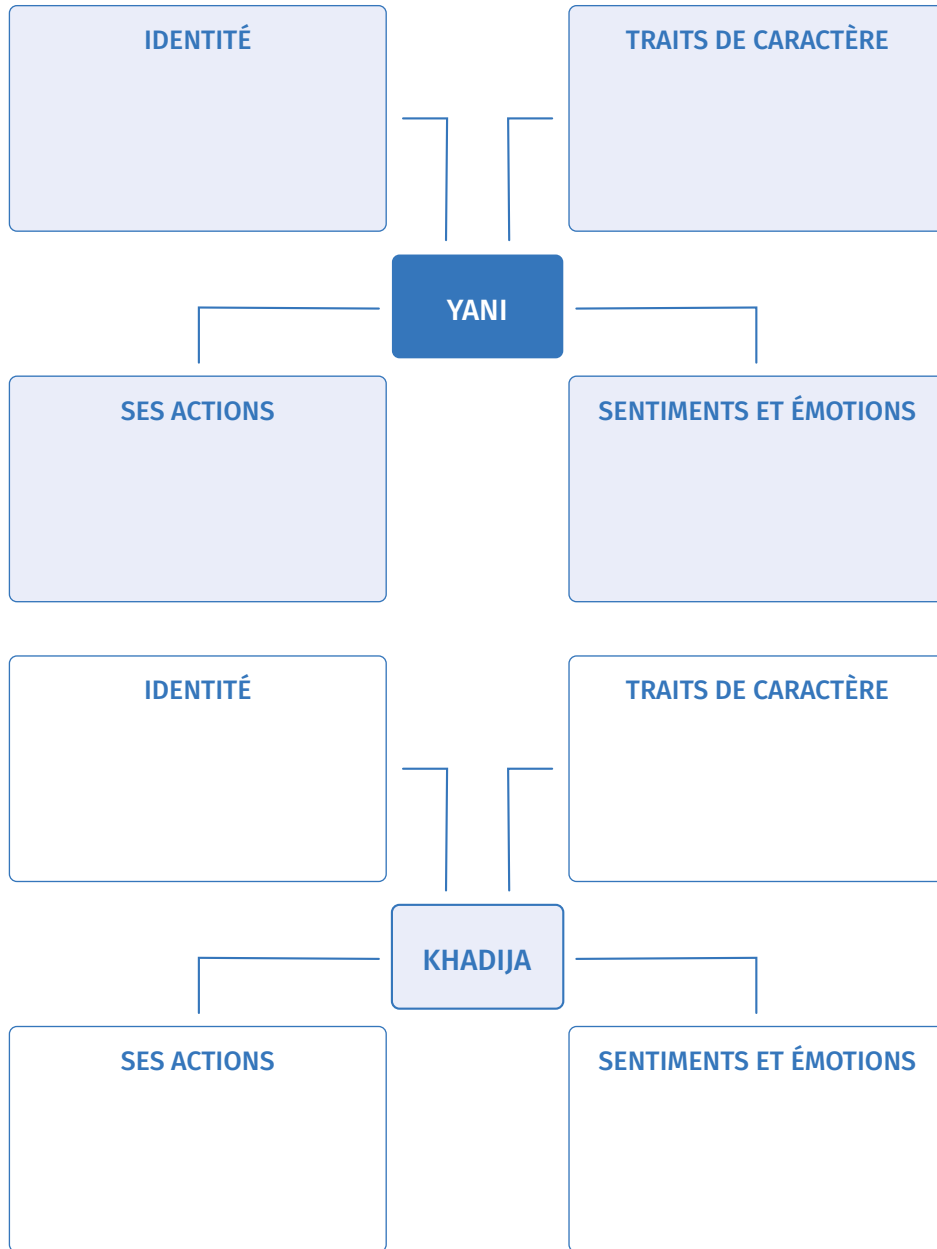 IDENTITÉ
TRAITS DE CARACTÈRE
YANI
SES ACTIONS
SENTIMENTS ET ÉMOTIONS
IDENTITÉ
TRAITS DE CARACTÈRE
KHADIJA
SES ACTIONS
SENTIMENTS ET ÉMOTIONS